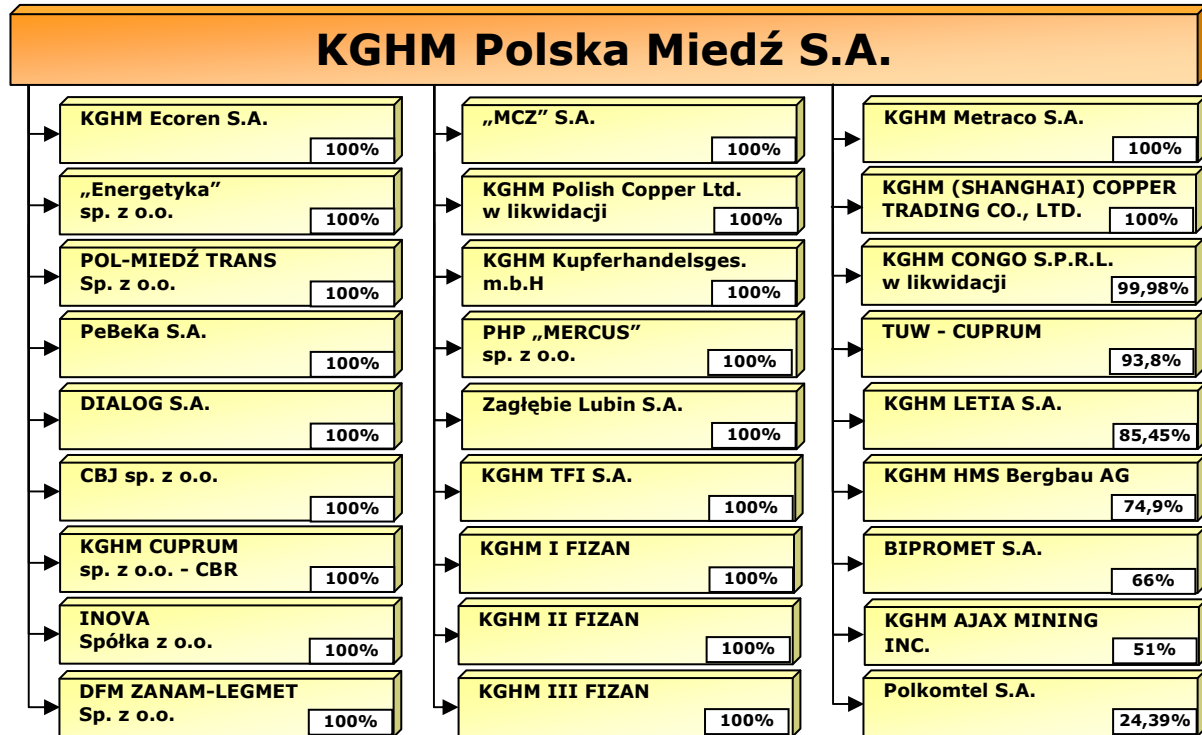 KGHM Polska Miedź S.A.
KGHM Ecoren S.A.
100%
„Energetyka”
sp. z o.o.
100%
POL-MIEDŹ TRANS
Sp. z o.o.
100%
PeBeKa S.A.
100%
DIALOG S.A.
100%
CBJ sp. z o.o.
100%
KGHM CUPRUM
sp. z o.o. - CBR
100%
INOVA
Spółka z o.o.
100%
DFM ZANAM-LEGMET
Sp. z o.o.
100%
„MCZ” S.A.
100%
KGHM Polish Copper Ltd.
w likwidacji
100%
KGHM Kupferhandelsges.
m.b.H
100%
PHP „MERCUS”
sp. z o.o.
100%
Zagłębie Lubin S.A.
100%
KGHM TFI S.A.
100%
KGHM I FIZAN
100%
KGHM II FIZAN
100%
KGHM III FIZAN
100%
KGHM Metraco S.A.
100%
KGHM (SHANGHAI) COPPER
TRADING CO., LTD.
100%
KGHM CONGO S.P.R.L.
w likwidacji
99,98%
TUW - CUPRUM
93,8%
KGHM LETIA S.A.
85,45%
KGHM HMS Bergbau AG
74,9%
BIPROMET S.A.
66%
KGHM AJAX MINING
INC.
51%
Polkomtel S.A.
24,39%